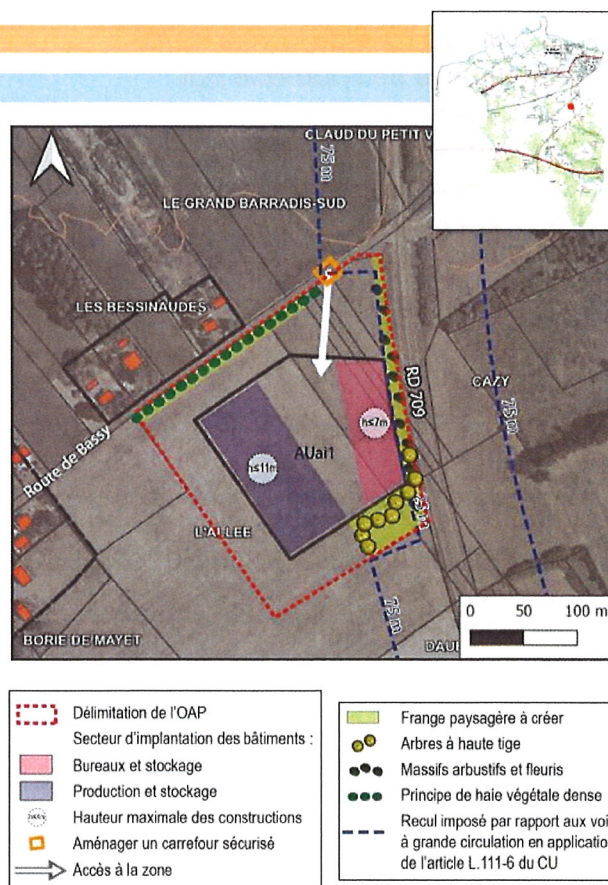 CLAUD DU PETIT V
75 m
LE GRAND BARRADIS-SUD
LES BESSINAUDES
RD 709
CAZY
75 m
Route de Bassy
h≤7m
AUai1
h≤11m
L'ALLEE
75 m
BORIE DE MAYET
0 50 100 m
Délimitation de l'OAP
Secteur d'implantation des bâtiments :
Bureaux et stockage
Production et stockage
Hauteur maximale des constructions
Aménager un carrefour sécurisé
Accès à la zone
Frange paysagère à créer
Arbres à haute tige
Massifs arbustifs et fleuris
Principe de haie végétale dense
Recul imposé par rapport aux voi
à grande circulation en application
de l'article L.111-6 du CU